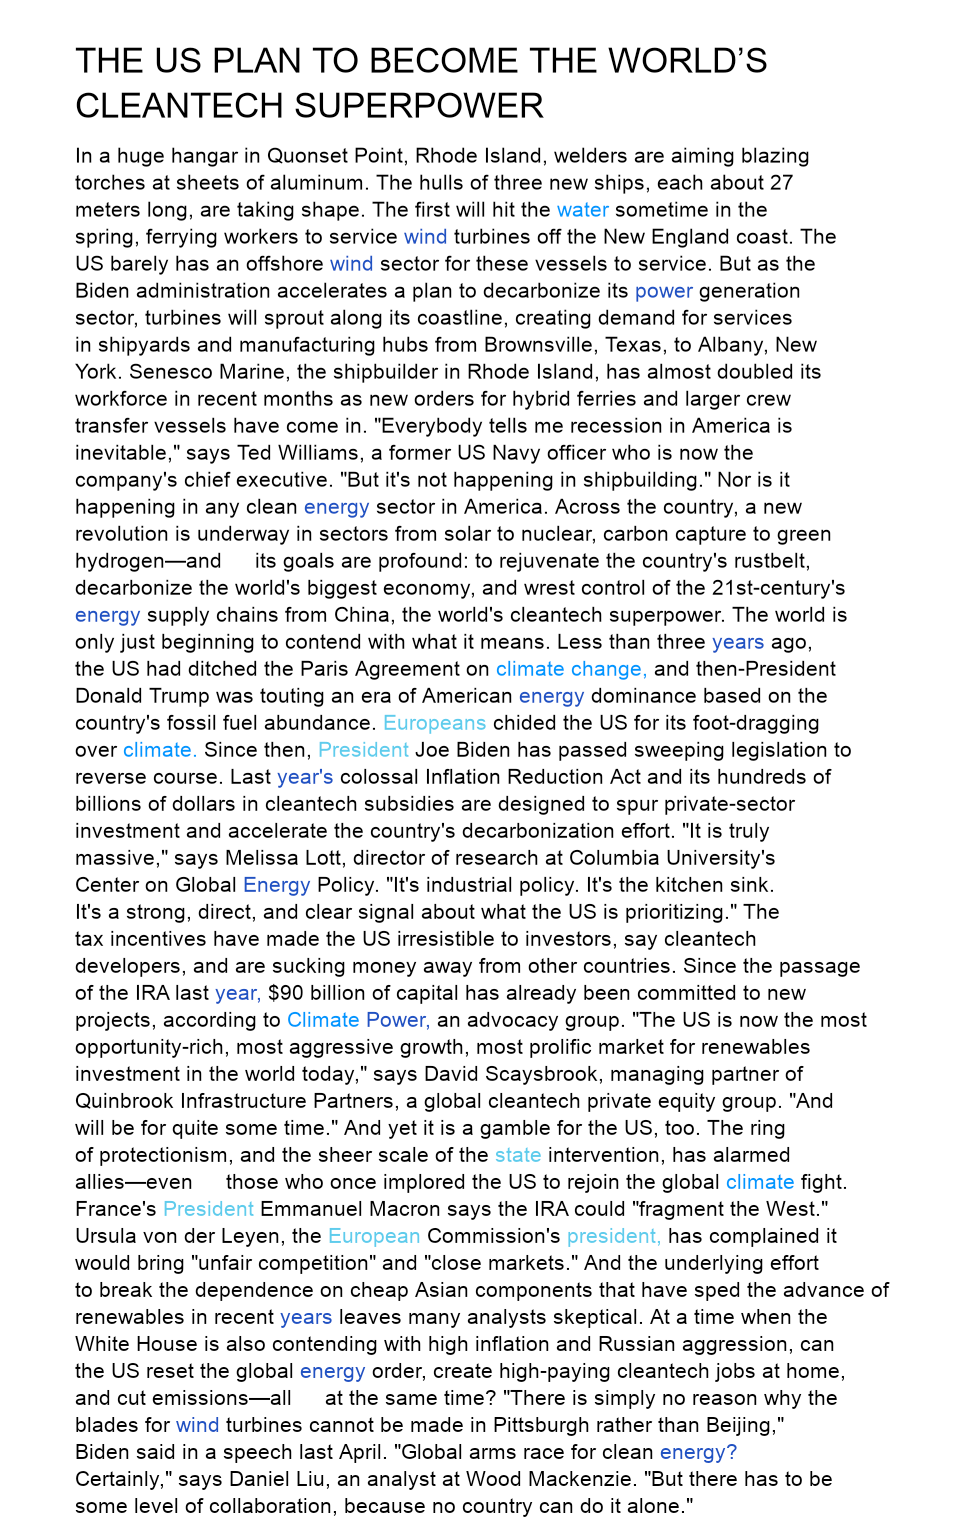 THE US PLAN TO BECOME THE WORLD’S
CLEANTECH SUPERPOWER
In a huge hangar in Quonset Point, Rhode Island, welders are aiming blazing
torches at sheets of aluminum. The hulls of three new ships, each about 27
meters long, are taking shape. The first will hit the water sometime in the
spring, ferrying workers to service wind turbines off the New England coast. The
US barely has an offshore wind sector for these vessels to service. But as the
Biden administration accelerates a plan to decarbonize its power generation
sector, turbines will sprout along its coastline, creating demand for services
in shipyards and manufacturing hubs from Brownsville, Texas, to Albany, New
York. Senesco Marine, the shipbuilder in Rhode Island, has almost doubled its
workforce in recent months as new orders for hybrid ferries and larger crew
transfer vessels have come in. "Everybody tells me recession in America is
inevitable," says Ted Williams, a former US Navy officer who is now the
company's chief executive. "But it's not happening in shipbuilding." Nor is it
happening in any clean energy sector in America. Across the country, a new
revolution is underway in sectors from solar to nuclear, carbon capture to green
hydrogen—and its goals are profound: to rejuvenate the country's rustbelt,
decarbonize the world's biggest economy, and wrest control of the 21st-century's
energy supply chains from China, the world's cleantech superpower. The world is
only just beginning to contend with what it means. Less than three years ago,
the US had ditched the Paris Agreement on climate change, and then-President
Donald Trump was touting an era of American energy dominance based on the
country's fossil fuel abundance. Europeans chided the US for its foot-dragging
over climate. Since then, President Joe Biden has passed sweeping legislation to
reverse course. Last year's colossal Inflation Reduction Act and its hundreds of
billions of dollars in cleantech subsidies are designed to spur private-sector
investment and accelerate the country's decarbonization effort. "It is truly
massive," says Melissa Lott, director of research at Columbia University's
Center on Global Energy Policy. "It's industrial policy. It's the kitchen sink.
It's a strong, direct, and clear signal about what the US is prioritizing." The
tax incentives have made the US irresistible to investors, say cleantech
developers, and are sucking money away from other countries. Since the passage
of the IRA last year, $90 billion of capital has already been committed to new
projects, according to Climate Power, an advocacy group. "The US is now the most
opportunity-rich, most aggressive growth, most prolific market for renewables
investment in the world today," says David Scaysbrook, managing partner of
Quinbrook Infrastructure Partners, a global cleantech private equity group. "And
will be for quite some time." And yet it is a gamble for the US, too. The ring
of protectionism, and the sheer scale of the state intervention, has alarmed
allies—even those who once implored the US to rejoin the global climate fight.
France's President Emmanuel Macron says the IRA could "fragment the West."
Ursula von der Leyen, the European Commission's president, has complained it
would bring "unfair competition" and "close markets." And the underlying effort
to break the dependence on cheap Asian components that have sped the advance of
renewables in recent years leaves many analysts skeptical. At a time when the
White House is also contending with high inflation and Russian aggression, can
the US reset the global energy order, create high-paying cleantech jobs at home,
and cut emissions—all at the same time? "There is simply no reason why the
blades for wind turbines cannot be made in Pittsburgh rather than Beijing,"
Biden said in a speech last April. "Global arms race for clean energy?
Certainly," says Daniel Liu, an analyst at Wood Mackenzie. "But there has to be
some level of collaboration, because no country can do it alone."